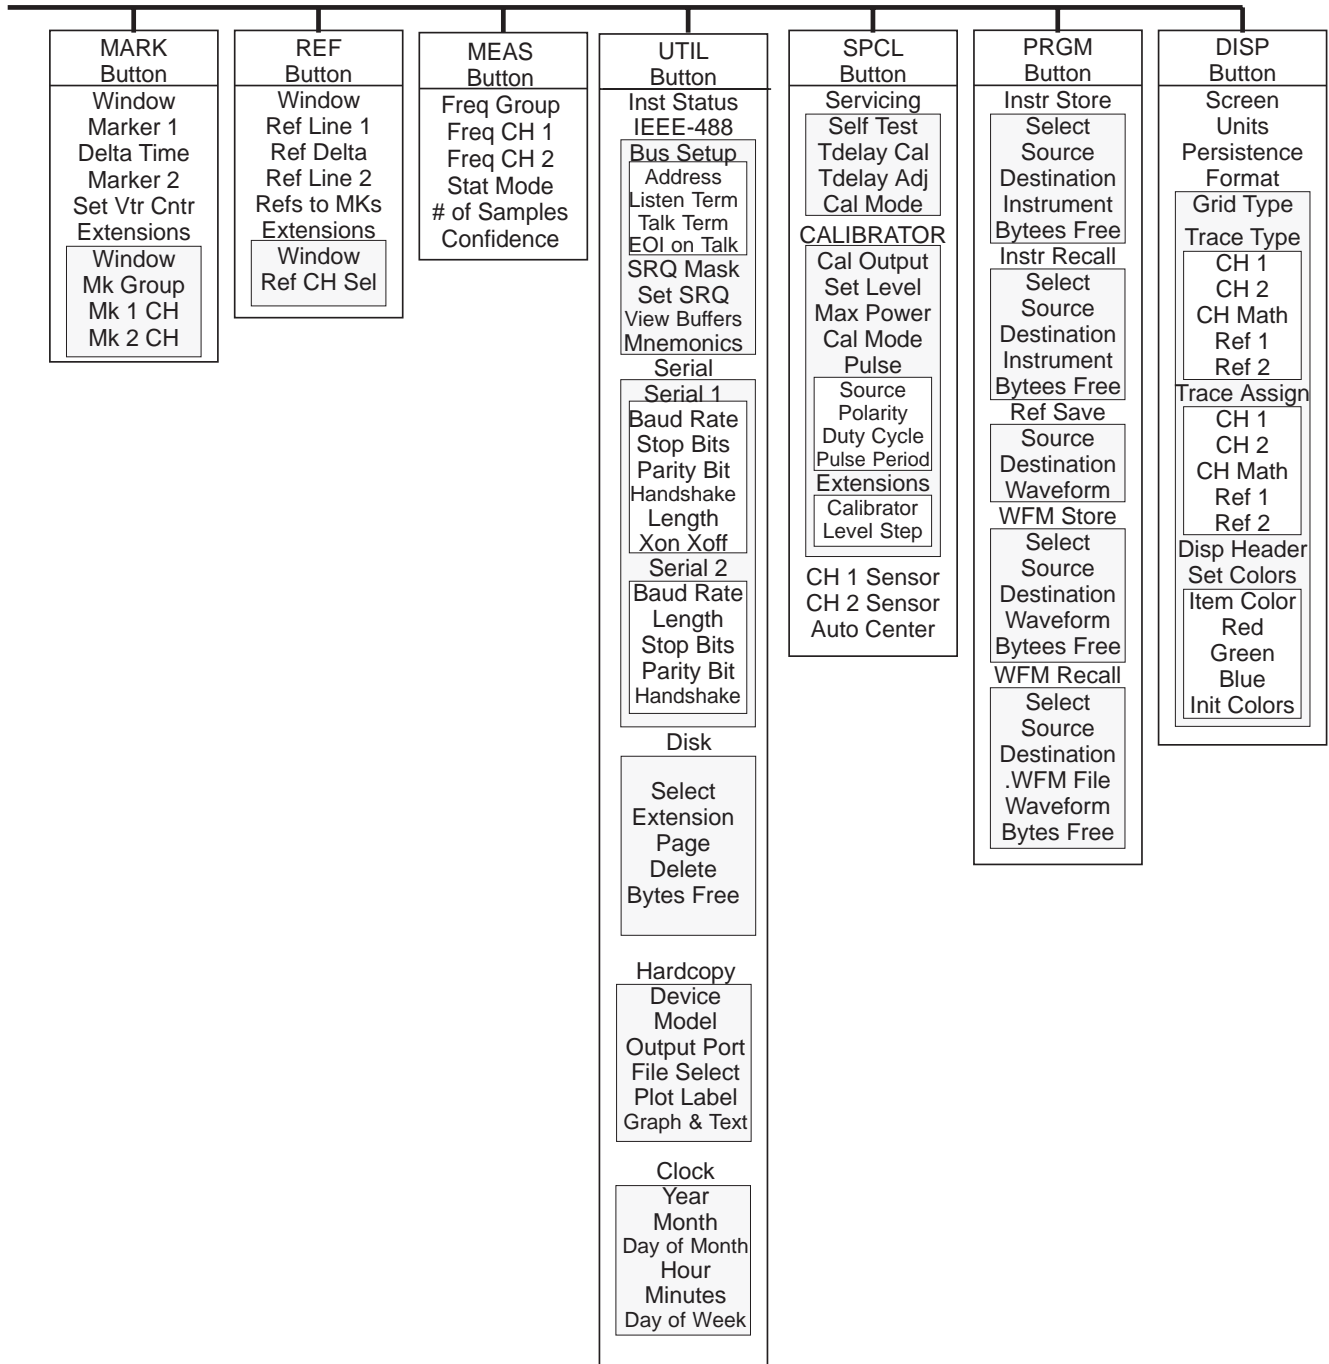 MARK
Button
Window
Marker 1
Delta Time
Marker 2
Set Vtr Cntr
Extensions
Window
Mk Group
Mk 1 CH
Mk 2 CH
REF
Button
Window
Ref Line 1
Ref Delta
Ref Line 2
Refs to MKs
Extensions
Window
Ref CH Sel
MEAS
Button
Freq Group
Freq CH 1
Freq CH 2
Stat Mode
# of Samples
Confidence
UTIL
Button
Inst Status
IEEE-488
Bus Setup
Address
Listen Term
Talk Term
EOI on Talk
SRQ Mask
Set SRQ
View Buffers
Mnemonics
Serial
Serial 1
Baud Rate
Stop Bits
Parity Bit
Handshake
Length
Xon Xoff
Serial 2
Baud Rate
Length
Stop Bits
Parity Bit
Handshake
Disk
Select
Extension
Page
Delete
Bytes Free
Hardcopy
Device
Model
Output Port
File Select
Plot Label
Graph & Text
Clock
Year
Month
Day of Month
Hour
Minutes
Day of Week
SPCL
Button
Servicing
Self Test
Tdelay Cal
Tdelay Adj
Cal Mode
CALIBRATOR
Cal Output
Set Level
Max Power
Cal Mode
Pulse
Source
Polarity
Duty Cycle
Pulse Period
Extensions
Calibrator
Level Step
CH 1 Sensor
CH 2 Sensor
Auto Center
PRGM
Button
Instr Store
Select
Source
Destination
Instrument
Bytees Free
Instr Recall
Select
Source
Destination
Instrument
Bytees Free
Ref Save
Source
Destination
Waveform
WFM Store
Select
Source
Destination
Waveform
Bytees Free
WFM Recall
Select
Source
Destination
.WFM File
Waveform
Bytes Free
DISP
Button
Screen
Units
Persistence
Format
Grid Type
Trace Type
CH 1
CH 2
CH Math
Ref 1
Ref 2
Trace Assign
CH 1
CH 2
CH Math
Ref 1
Ref 2
Disp Header
Set Colors
Item Color
Red
Green
Blue
Init Colors